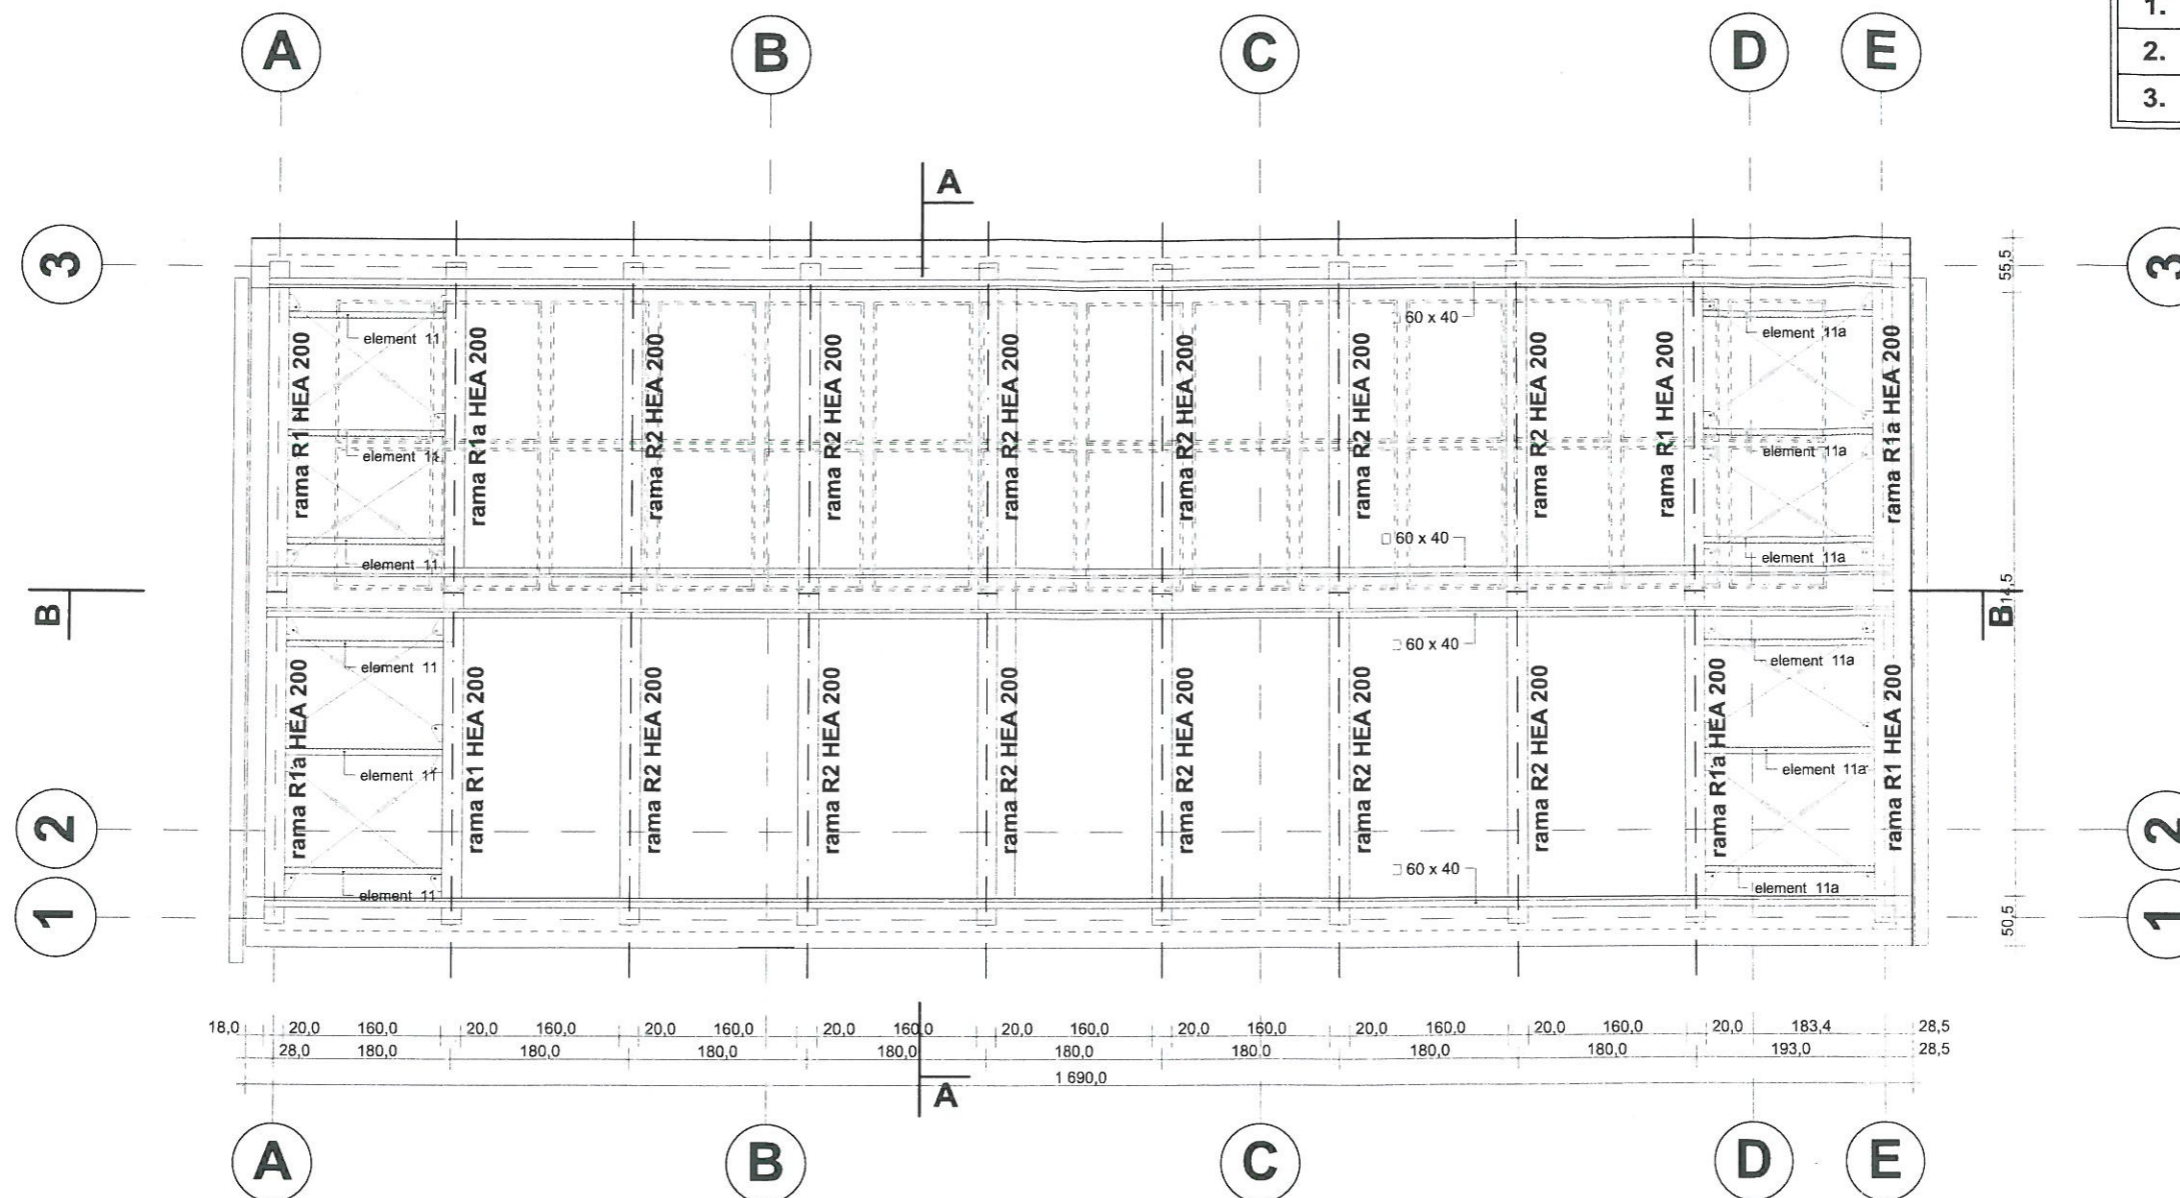 1.
2.
3.
A B C D E
A
3 3
55,5
60 x 40
element 11 element 11a
rama R1 HEA 200 rama R1a HEA 200 rama R2 HEA 200 rama R2 HEA 200 rama R2 HEA 200 rama R2 HEA 200 rama R2 HEA 200 rama R2 HEA 200 rama R1 HEA 200 rama R1a HEA 200
element 11 element 11a
60 x 40
element 11 element 11a
B B
14,5
60 x 40
element 11 element 11a
rama R1a HEA 200 rama R1 HEA 200 rama R2 HEA 200 rama R2 HEA 200 rama R2 HEA 200 rama R2 HEA 200 rama R2 HEA 200 rama R2 HEA 200 rama R1a HEA 200 rama R1 HEA 200
element 11 element 11a
2 2
60 x 40
element 11 element 11a
1 1
50,5
18,0 20,0 160,0 20,0 160,0 20,0 160,0 20,0 160,0 20,0 160,0 20,0 160,0 20,0 160,0 20,0 160,0 20,0 183,4 28,5
28,0 180,0 180,0 180,0 180,0 180,0 180,0 180,0 180,0 193,0 28,5
1 690,0
A
A B C D E